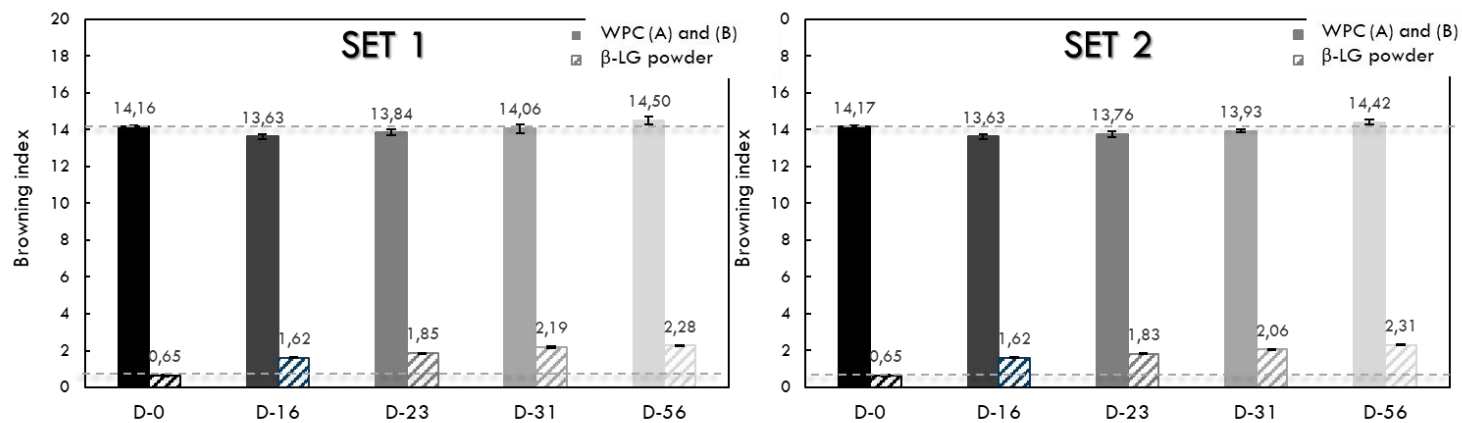 SET 1
WPC (A) and (B)
β-LG powder
Browning index
20
18
16
14
12
10
8
6
4
2
0
14,16
13,63
13,84
14,06
14,50
0,65
1,62
1,85
2,19
2,28
D-0
D-16
D-23
D-31
D-56
SET 2
WPC (A) and (B)
β-LG powder
Browning index
0
8
16
14
12
10
8
6
4
2
0
14,17
13,63
13,76
13,93
14,42
0,65
1,62
1,83
2,06
2,31
D-0
D-16
D-23
D-31
D-56